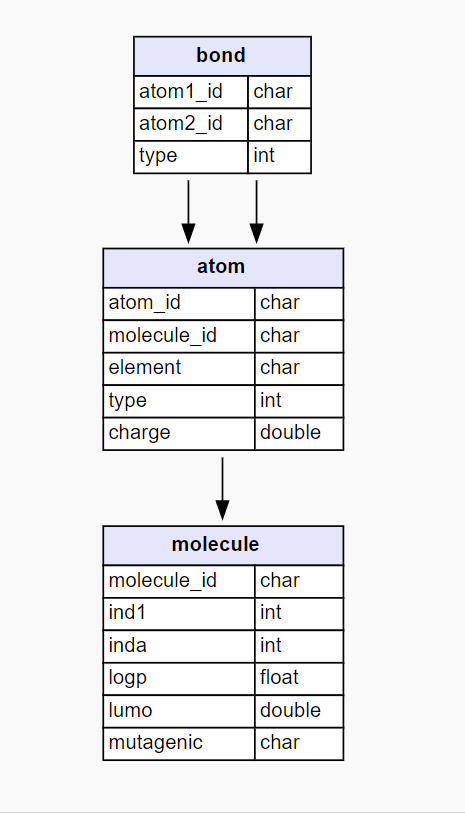 bond
atom1_id char
atom2_id char
type int
atom
atom_id char
molecule_id char
element char
type int
charge double
molecule
molecule_id char
ind1 int
inda int
logp float
lumo double
mutagenic char